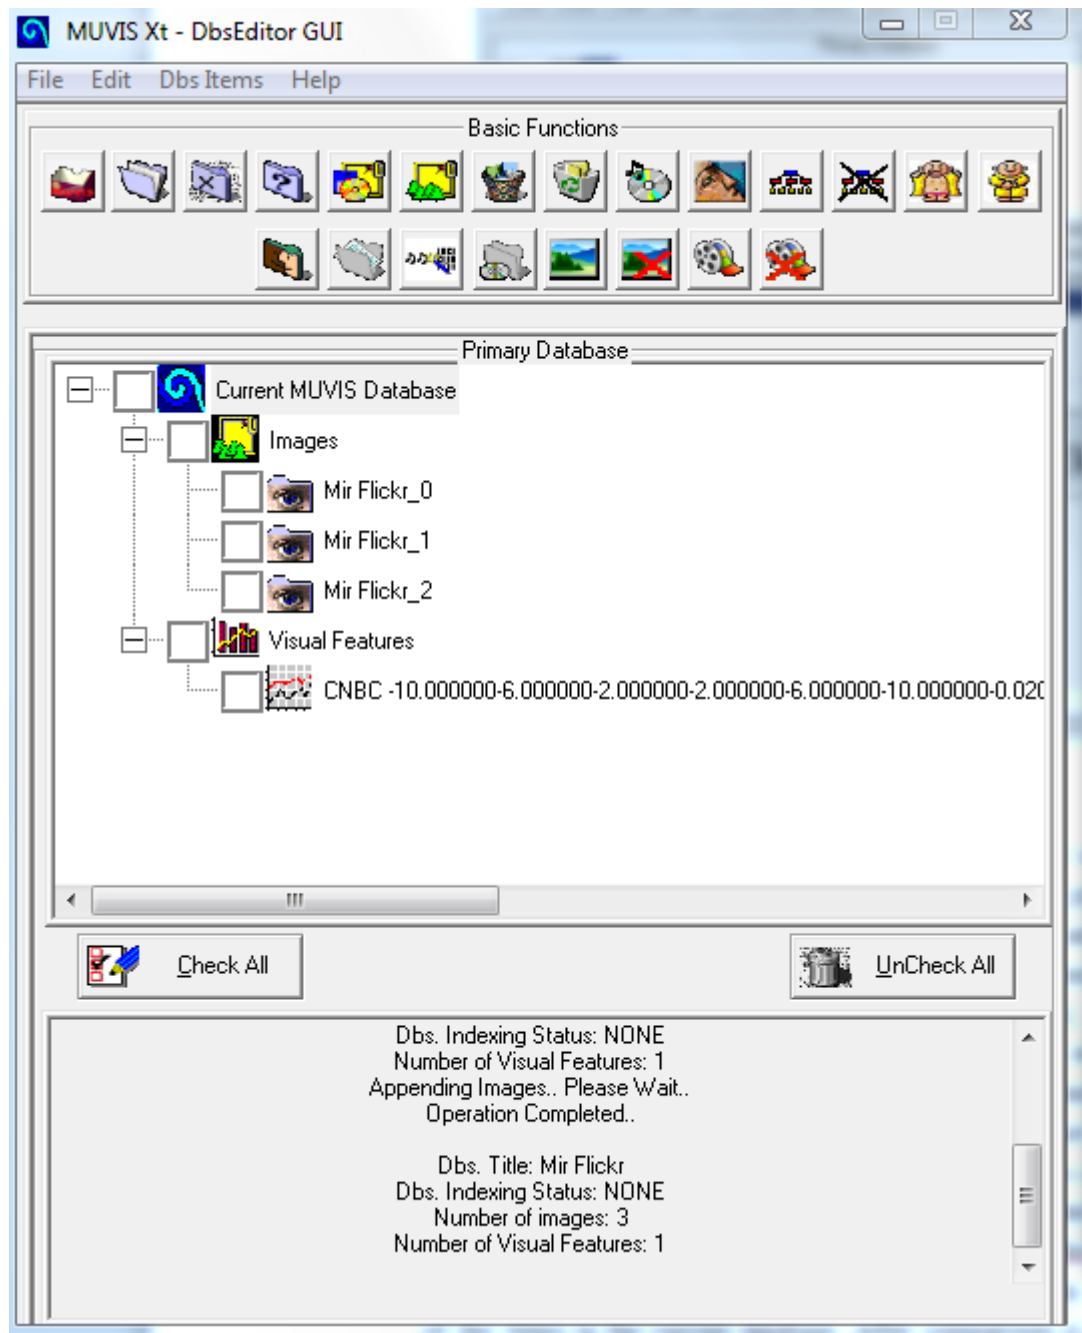 MUVIS Xt - DbsEditor GUI
File Edit Dbs Items Help
Basic Functions
Primary Database
Current MUVIS Database
Images
Mir Flickr_0
Mir Flickr_1
Mir Flickr_2
Visual Features
CNBC -10.000000-6.000000-2.000000-2.000000-6.000000-10.000000-0.020
Check All
UnCheck All
Dbs. Indexing Status: NONE
Number of Visual Features: 1
Appending Images.. Please Wait..
Operation Completed..
Dbs. Title: Mir Flickr
Dbs. Indexing Status: NONE
Number of images: 3
Number of Visual Features: 1